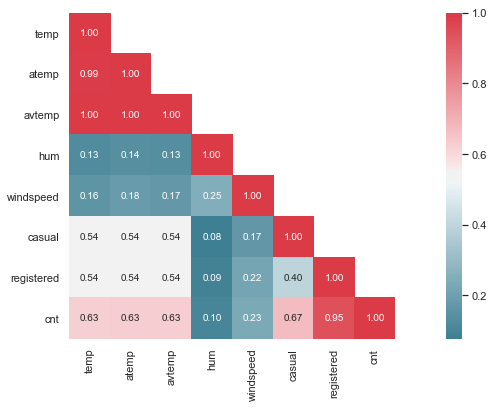 temp 1.00
atemp 0.99 1.00
avtemp 1.00 1.00 1.00
hum 0.13 0.14 0.13 1.00
windspeed 0.16 0.18 0.17 0.25 1.00
casual 0.54 0.54 0.54 0.08 0.17 1.00
registered 0.54 0.54 0.54 0.09 0.22 0.40 1.00
cnt 0.63 0.63 0.63 0.10 0.23 0.67 0.95 1.00
temp
atemp
avtemp
hum
windspeed
casual
registered
cnt
1.0
0.8
0.6
0.4
0.2